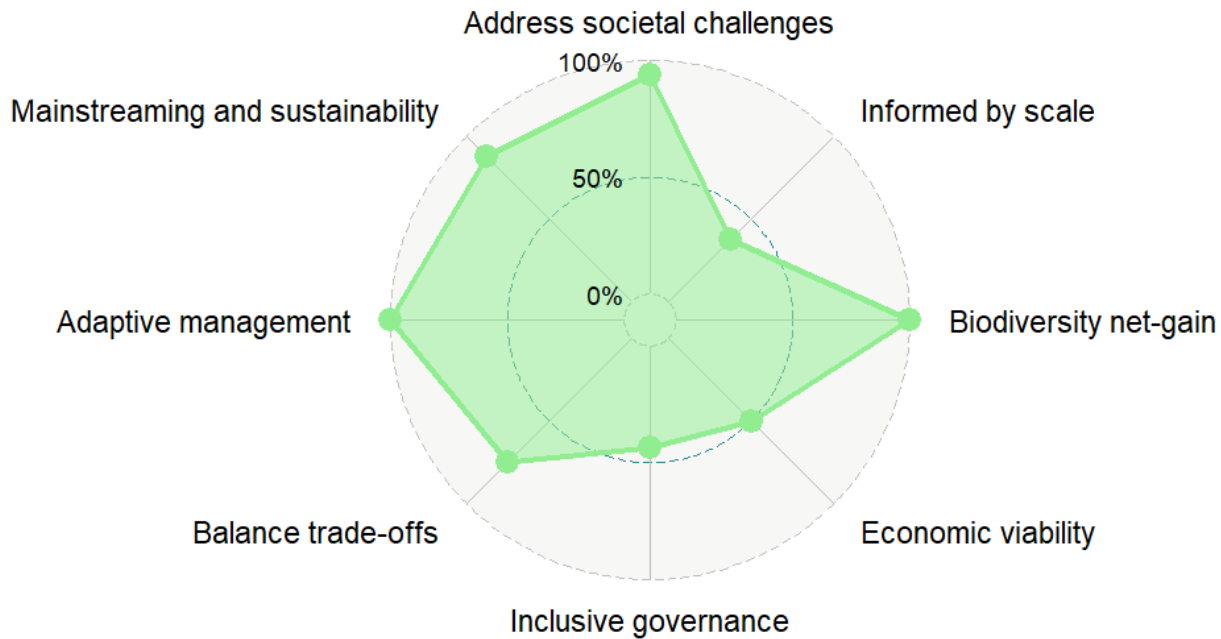 Address societal challenges
100%
Mainstreaming and sustainability
Informed by scale
50%
0%
Adaptive management
Biodiversity net-gain
Balance trade-offs
Economic viability
Inclusive governance